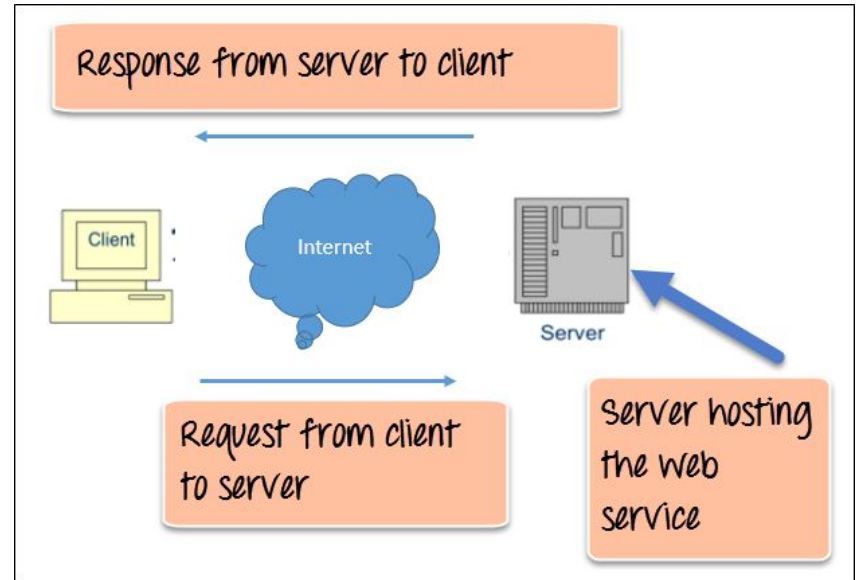 Response from server to client
Client
Internet
Server
Request from client
to server
Server hosting
the web
service